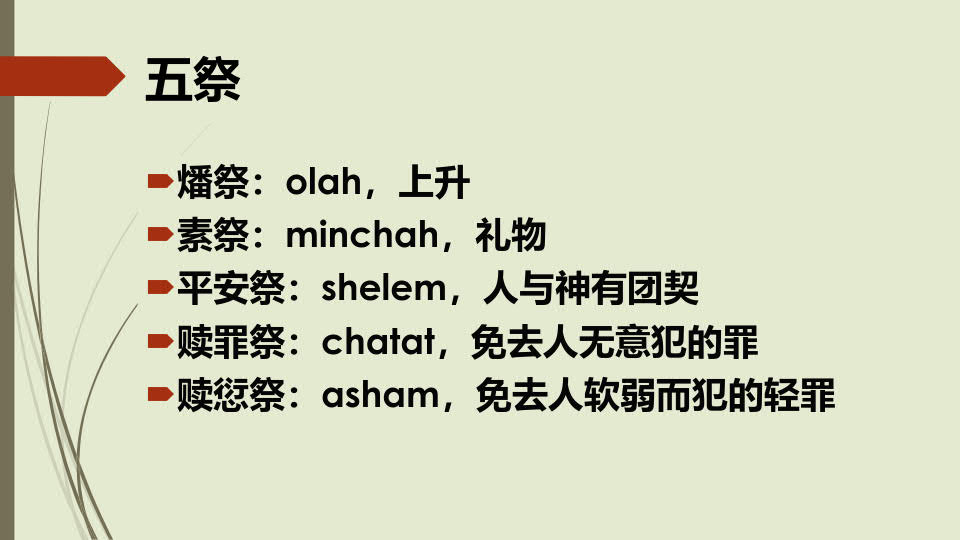 五祭
燔祭：olah，上升
素祭：minchah，礼物
平安祭：shelem，人与神有团契
赎罪祭：chatat，免去人无意犯的罪
赎愆祭：asham，免去人软弱而犯的轻罪